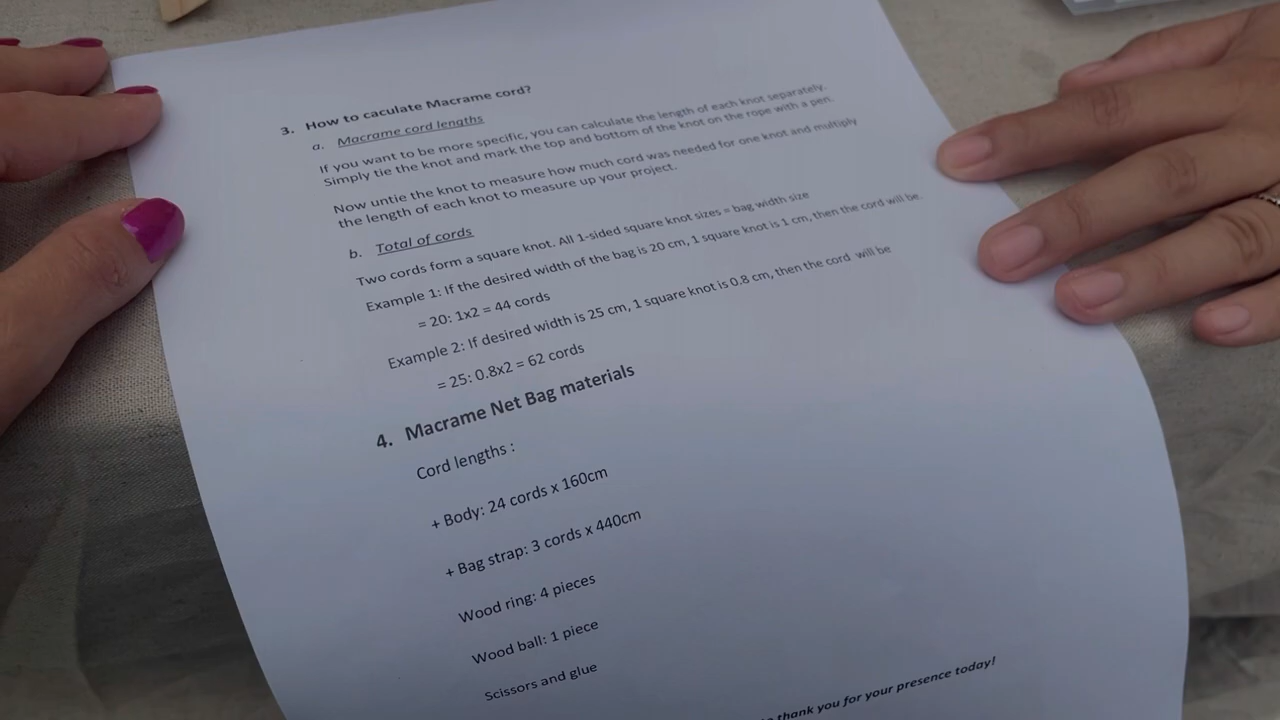 3. How to caculate Macrame cord?
a. Macrame cord lengths
If you want to be more specific, you can calculate the length of each knot separately.
Simply tie the knot and mark the top and bottom of the knot on the rope with a pen.
Now untie the knot to measure how much cord was needed for one knot and multiply
the length of each knot to measure up your project.
b. Total of cords
Two cords form a square knot. All 1-sided square knot sizes = bag width size
Example 1: If the desired width of the bag is 20 cm, 1 square knot is 1 cm, then the cord will be.
= 20: 1x2 = 44 cords
Example 2: If desired width is 25 cm, 1 square knot is 0.8 cm, then the cord will be
= 25: 0.8x2 = 62 cords
4. Macrame Net Bag materials
Cord lengths :
+ Body: 24 cords x 160cm
+ Bag strap: 3 cords x 440cm
Wood ring: 4 pieces
Wood ball: 1 piece
Scissors and glue
thank you for your presence today!